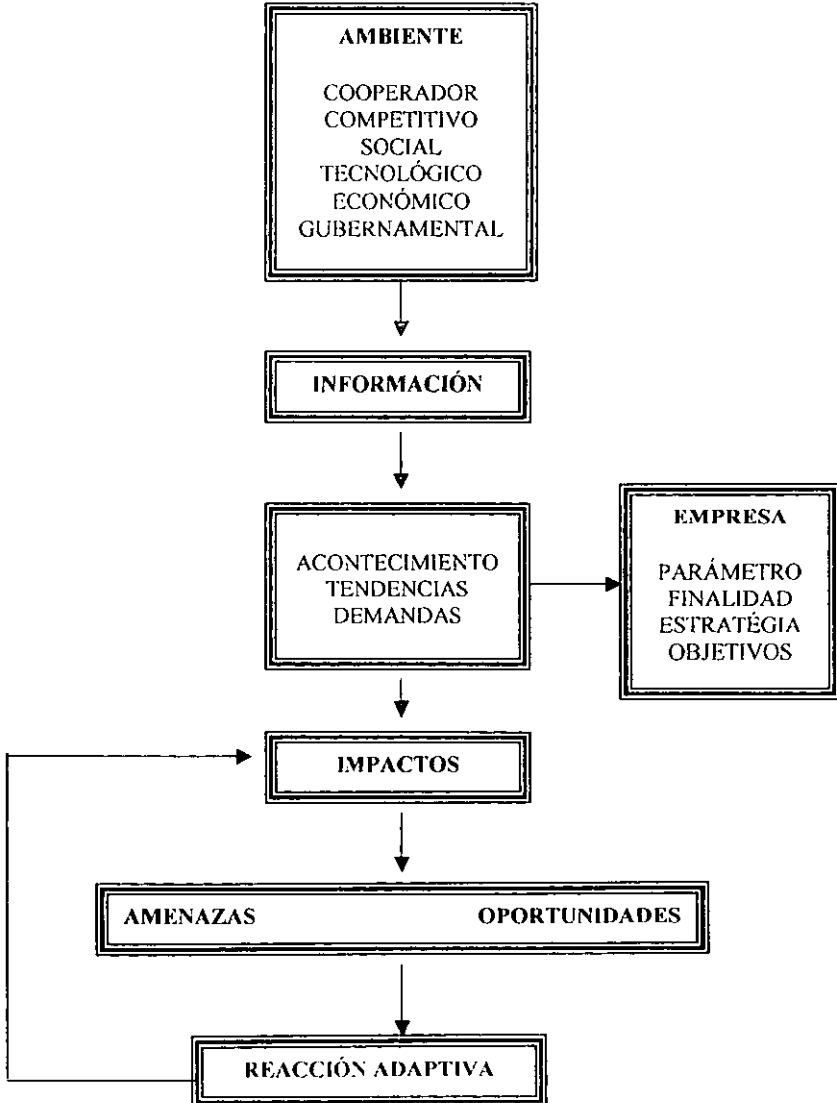 AMBIENTE
COOPERADOR
COMPETITIVO
SOCIAL
TECNOLÓGICO
ECONÓMICO
GUBERNAMENTAL
INFORMACIÓN
ACONTECIMIENTO
TENDENCIAS
DEMANDAS
EMPRESA
PARÁMETRO
FINALIDAD
ESTRATÉGIA
OBJETIVOS
IMPACTOS
AMENAZAS OPORTUNIDADES
REACCIÓN ADAPTIVA